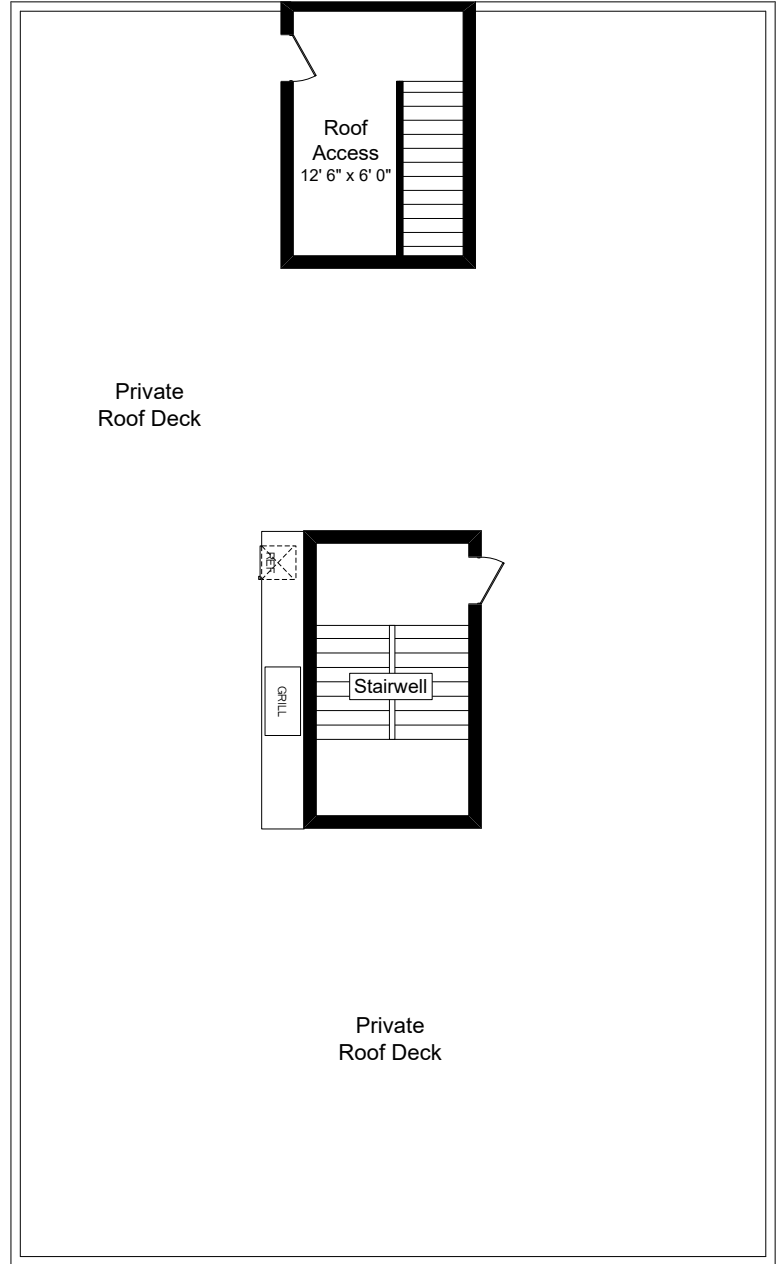 Roof
Access
12' 6" x 6' 0"
Private
Roof Deck
REF
Stairwell
GRILL
Private
Roof Deck